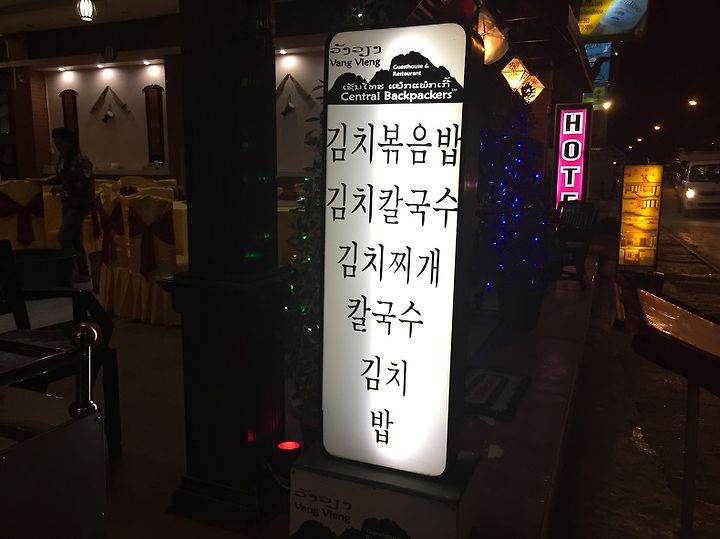 ວັງວຽງ
Vang Vieng
Guesthouse &
Restaurant
Central Backpackers™
김치볶음밥
김치칼국수
김치찌개
칼국수
김치
밥
HOTE
ວັງວຽງ
Vang Vieng